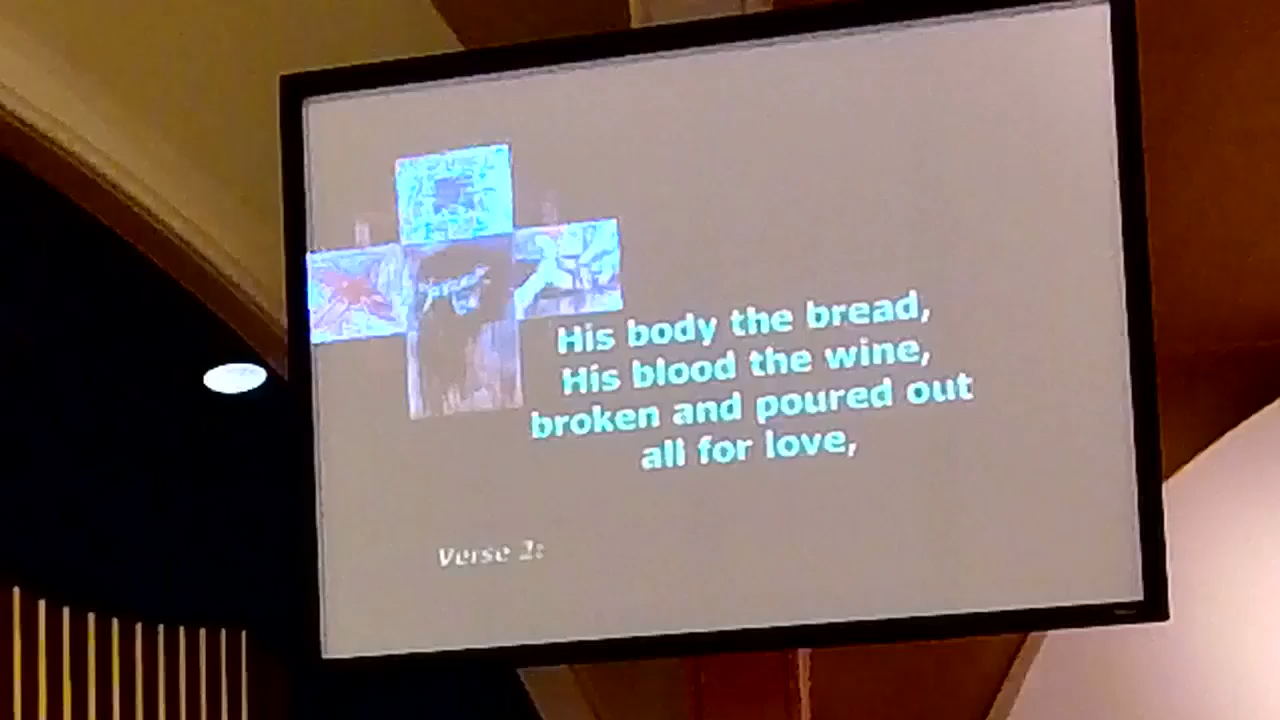 His body the bread,
His blood the wine,
broken and poured out
all for love,
Verse 2: